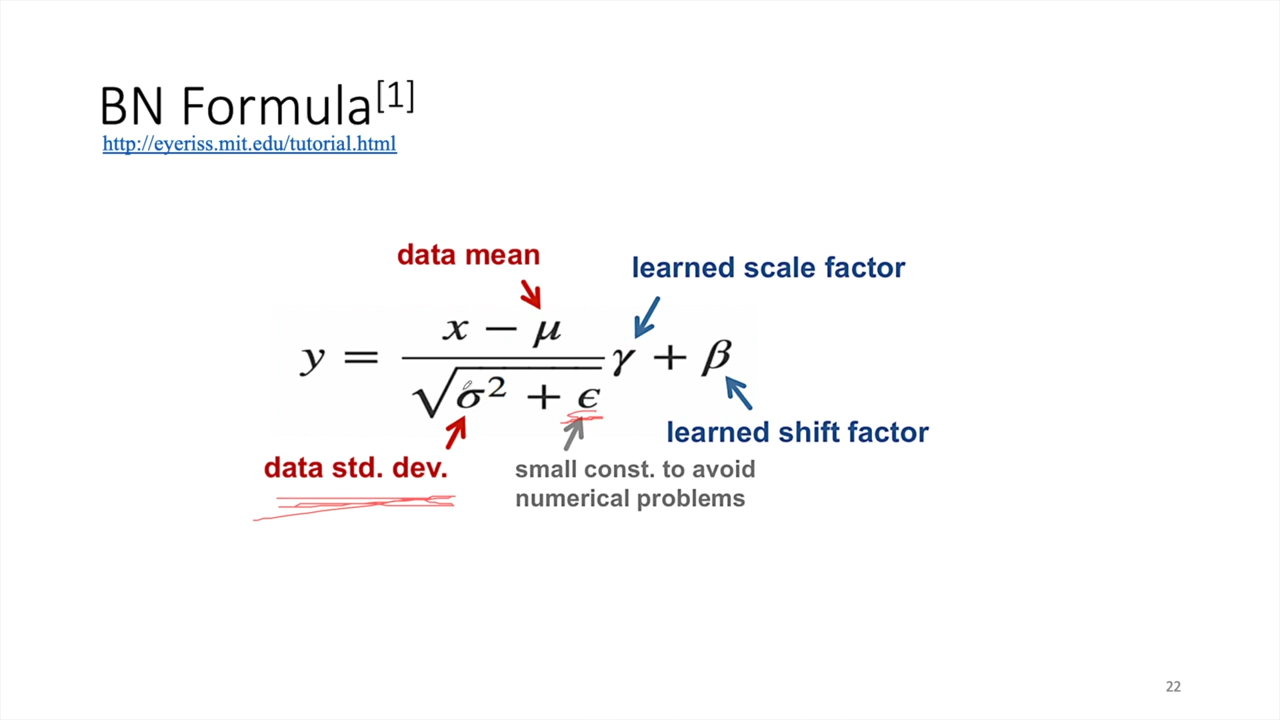 BN Formula[1]
http://eyeriss.mit.edu/tutorial.html
data mean
learned scale factor
y = (x − μ) / √(σ² + ϵ) γ + β
learned shift factor
data std. dev.
small const. to avoid
numerical problems
22